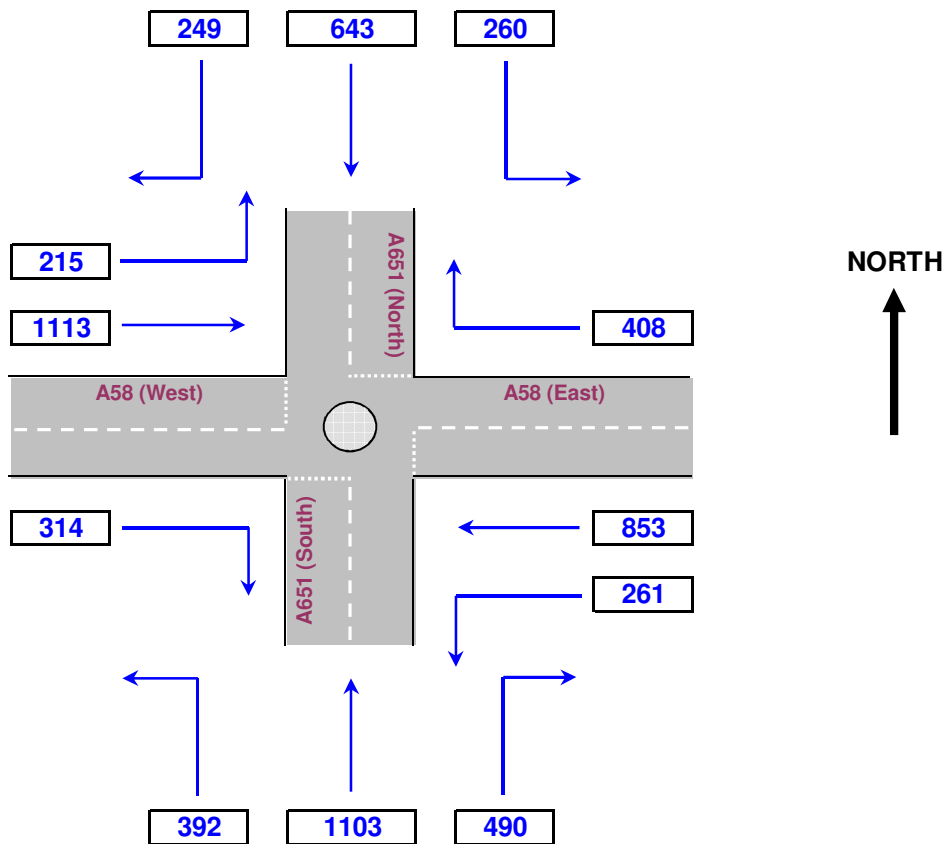 249 643 260
215
A651 (North)
NORTH
1113
408
A58 (West)
A58 (East)
314
A651 (South)
853
261
392 1103 490